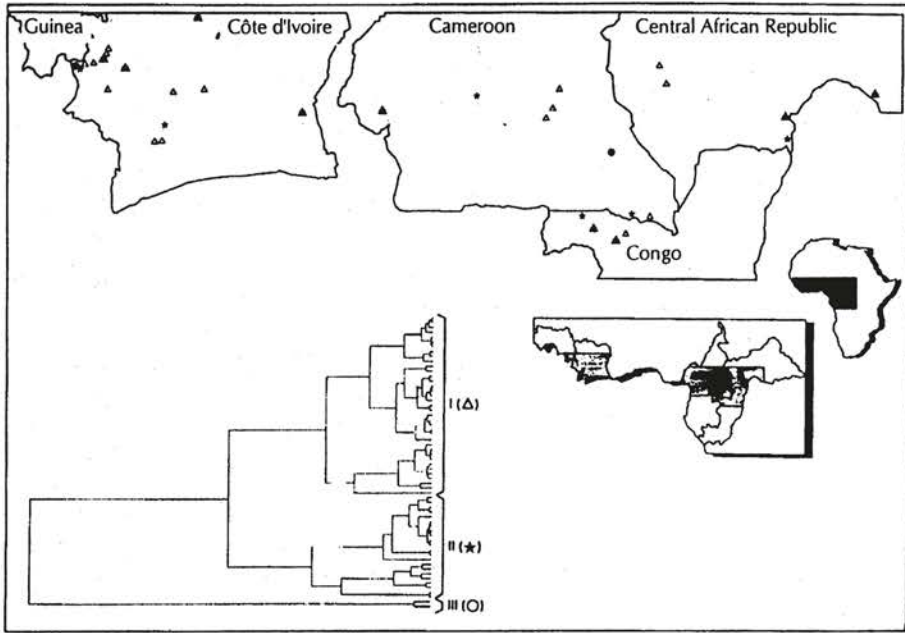 Guinea
Côte d'Ivoire
Cameroon
Central African Republic
Congo
I (△)
II (★)
III (○)